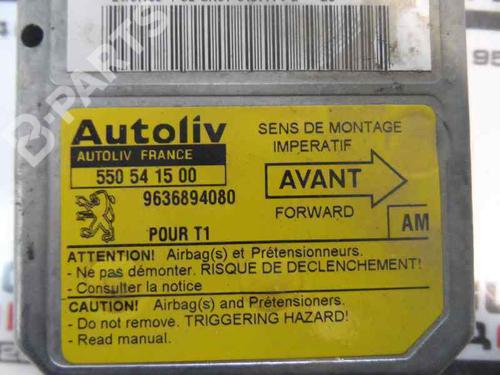 B-PARTS
Autoliv
AUTOLIV FRANCE
550 54 15 00
9636894080
POUR T1
SENS DE MONTAGE
IMPERATIF
AVANT
FORWARD
AM
ATTENTION! Airbag(s) et Prétensionneurs.
- Ne pas démonter. RISQUE DE DECLENCHEMENT!
- Consulter la notice
CAUTION! Airbag(s) and Prétensioners.
- Do not remove. TRIGGERING HAZARD!
- Read manual.